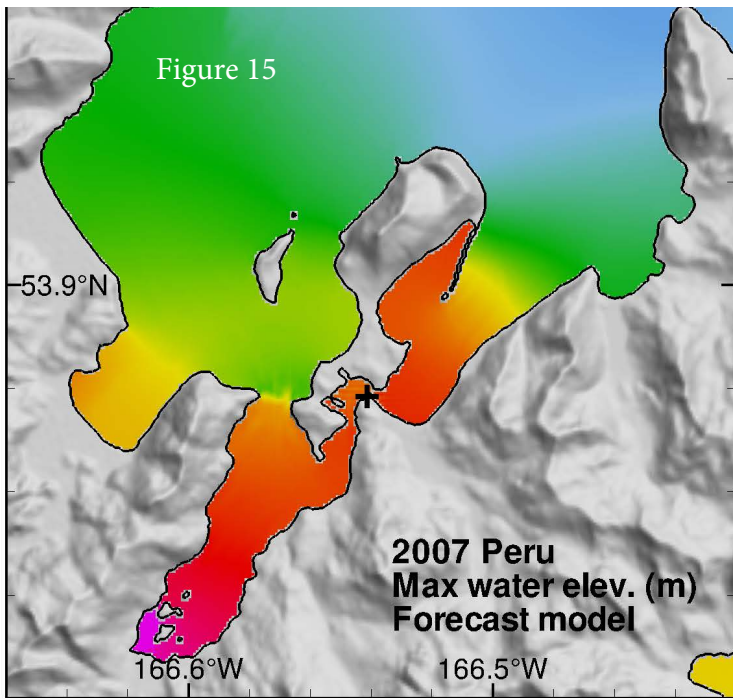 Figure 15
53.9°N
2007 Peru
Max water elev. (m)
Forecast model
166.6°W
166.5°W